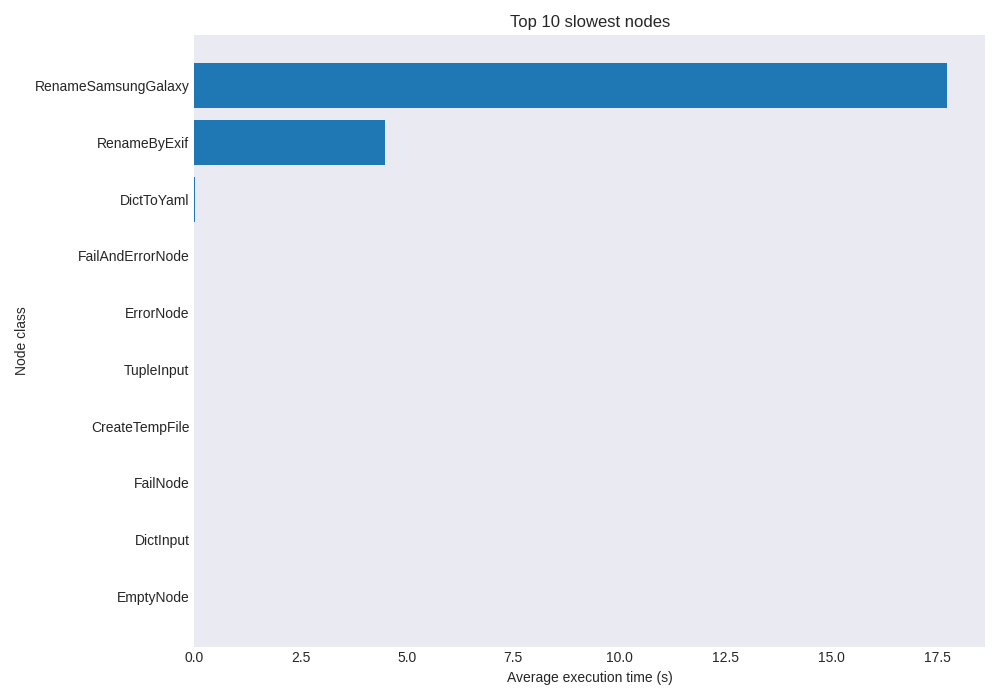 Top 10 slowest nodes
Node class
RenameSamsungGalaxy
RenameByExif
DictToYaml
FailAndErrorNode
ErrorNode
TupleInput
CreateTempFile
FailNode
DictInput
EmptyNode
0.0 2.5 5.0 7.5 10.0 12.5 15.0 17.5
Average execution time (s)